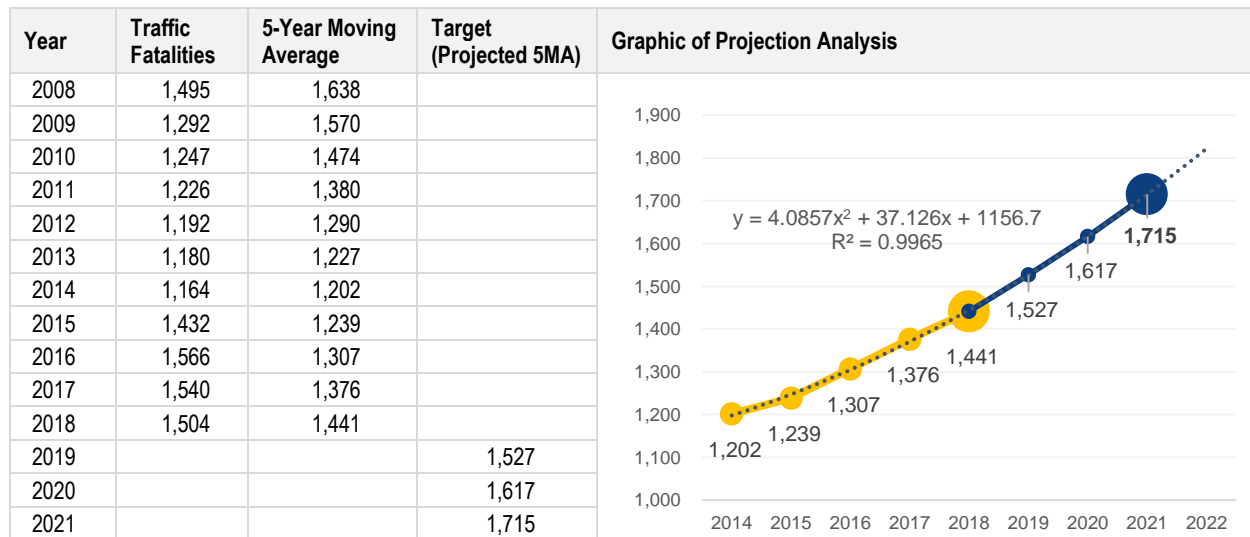 Year Traffic Fatalities 5-Year Moving Average Target (Projected 5MA) Graphic of Projection Analysis
2008 1,495 1,638
2009 1,292 1,570
2010 1,247 1,474
2011 1,226 1,380
2012 1,192 1,290
2013 1,180 1,227
2014 1,164 1,202
2015 1,432 1,239
2016 1,566 1,307
2017 1,540 1,376
2018 1,504 1,441
2019 1,527
2020 1,617
2021 1,715
1,900
1,800
1,700
1,600
1,500
1,400
1,300
1,200
1,100
1,000
y = 4.0857x² + 37.126x + 1156.7
R² = 0.9965
1,202
1,239
1,307
1,376
1,441
1,527
1,617
1,715
2014 2015 2016 2017 2018 2019 2020 2021 2022